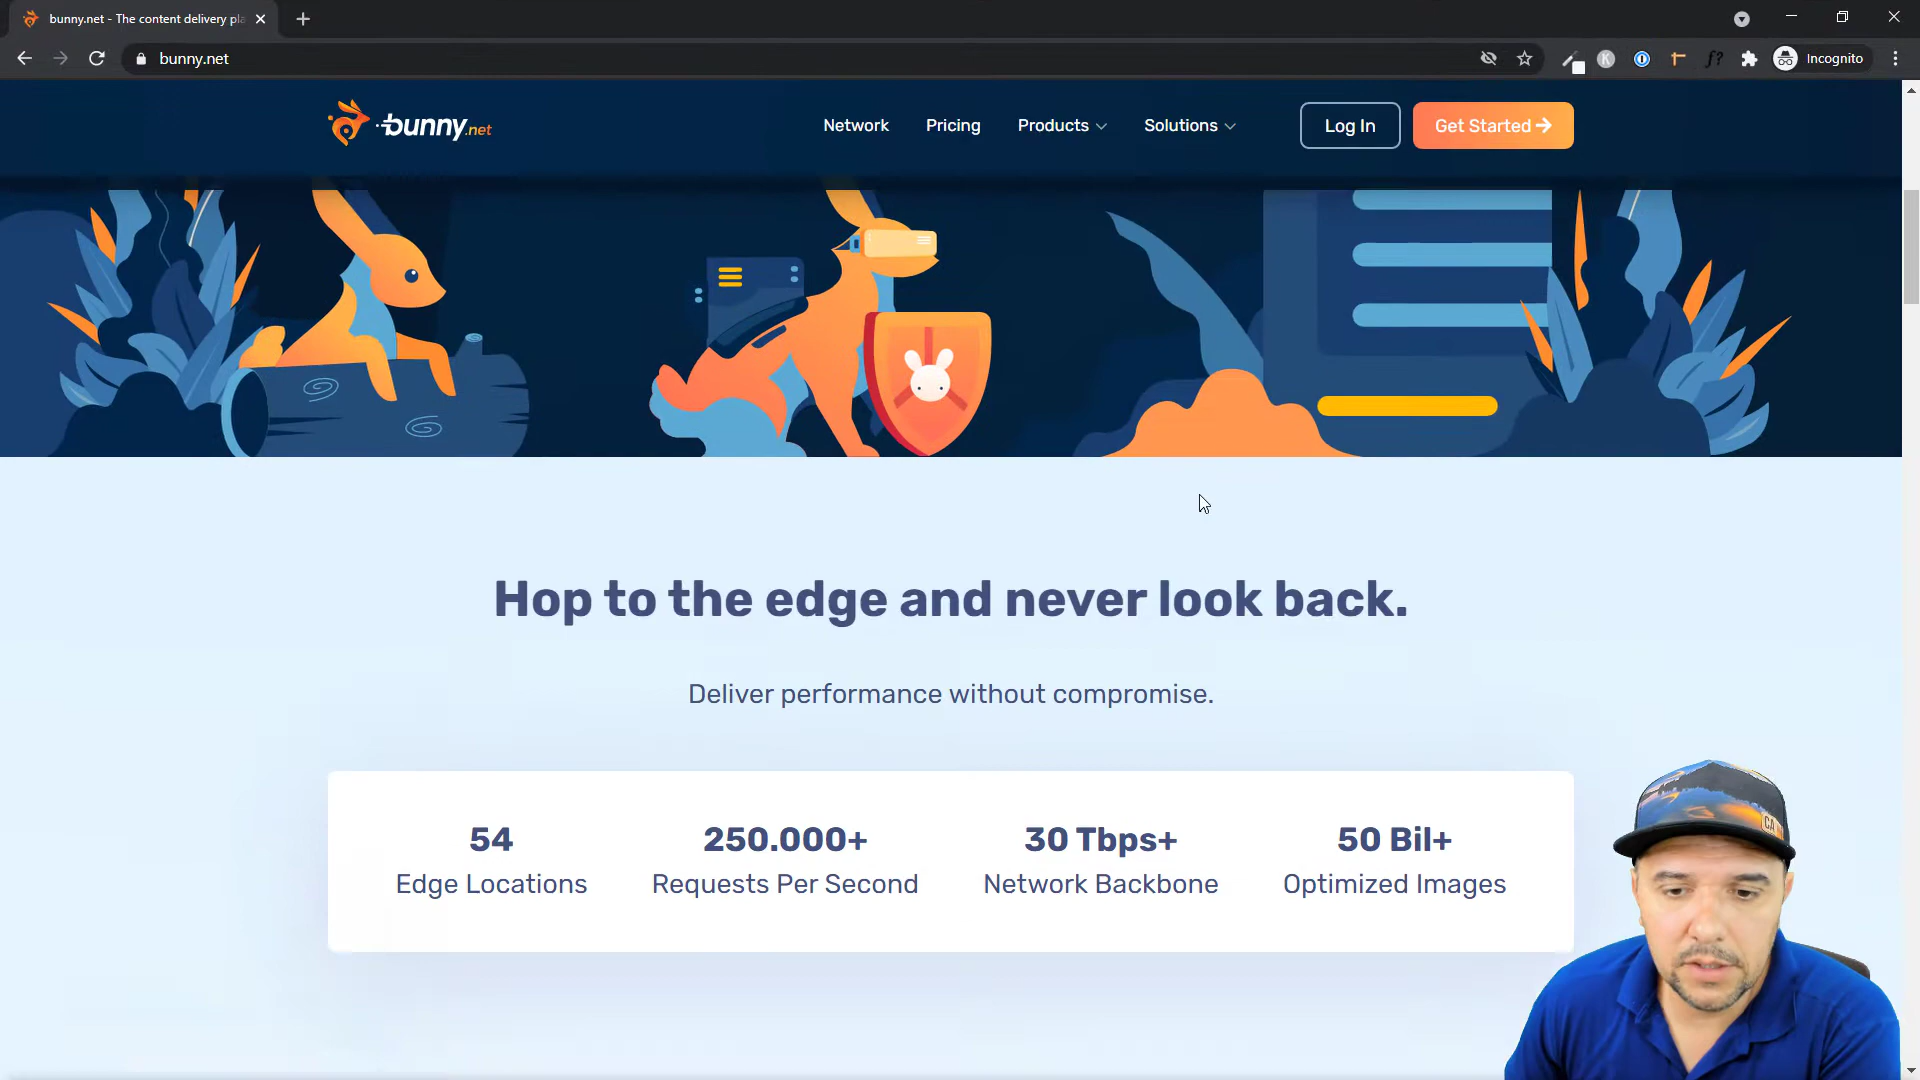 bunny.net - The content delivery pla
bunny.net
Incognito
bunny.net
Network
Pricing
Products
Solutions
Log In
Get Started
Hop to the edge and never look back.
Deliver performance without compromise.
54
250.000+
30 Tbps+
50 Bil+
Edge Locations
Requests Per Second
Network Backbone
Optimized Images
CA